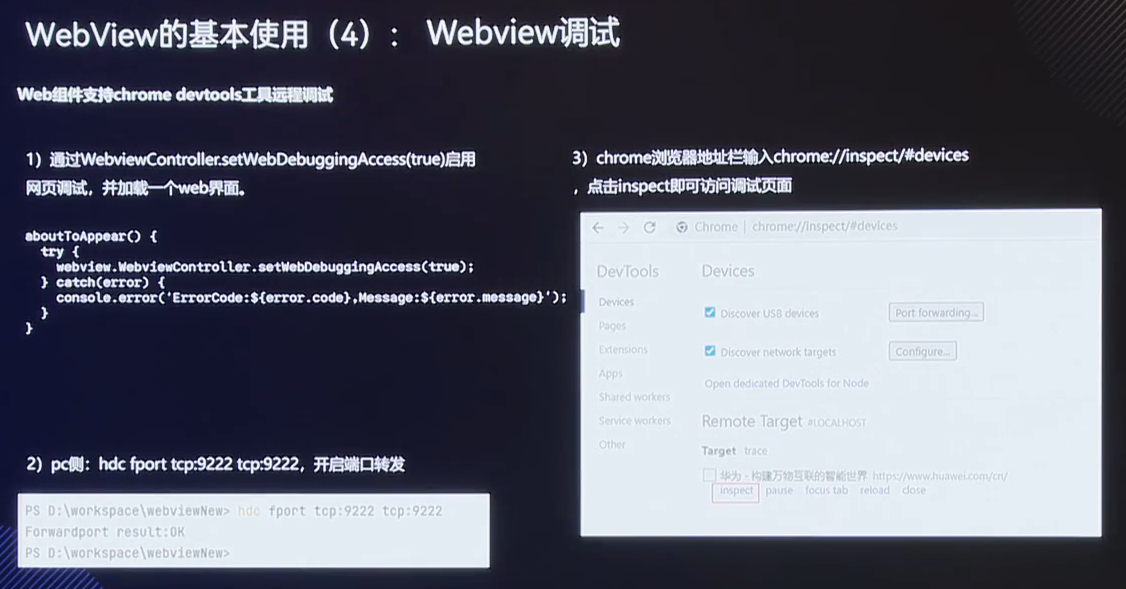 WebView的基本使用（4）： Webview调试
Web组件支持chrome devtools工具远程调试
1）通过WebviewController.setWebDebuggingAccess(true)启用
网页调试，并加载一个web界面。
aboutToAppear() {
try {
webview.WebviewController.setWebDebuggingAccess(true);
} catch(error) {
console.error('ErrorCode:${error.code},Message:${error.message}');
}
}
2）pc侧：hdc fport tcp:9222 tcp:9222，开启端口转发
PS D:\workspace\webviewNew> hdc fport tcp:9222 tcp:9222
Forwardport result:OK
PS D:\workspace\webviewNew>
3）chrome浏览器地址栏输入chrome://inspect/#devices
，点击inspect即可访问调试页面
Chrome | chrome://inspect/#devices
DevTools
Devices
Pages
Extensions
Apps
Shared workers
Service workers
Other
Devices
Discover USB devices
Port forwarding...
Discover network targets
Configure...
Open dedicated DevTools for Node
Remote Target #LOCALHOST
Target trace
华为 - 构建万物互联的智能世界 https://www.huawei.com/cn/
inspect pause focus tab reload close